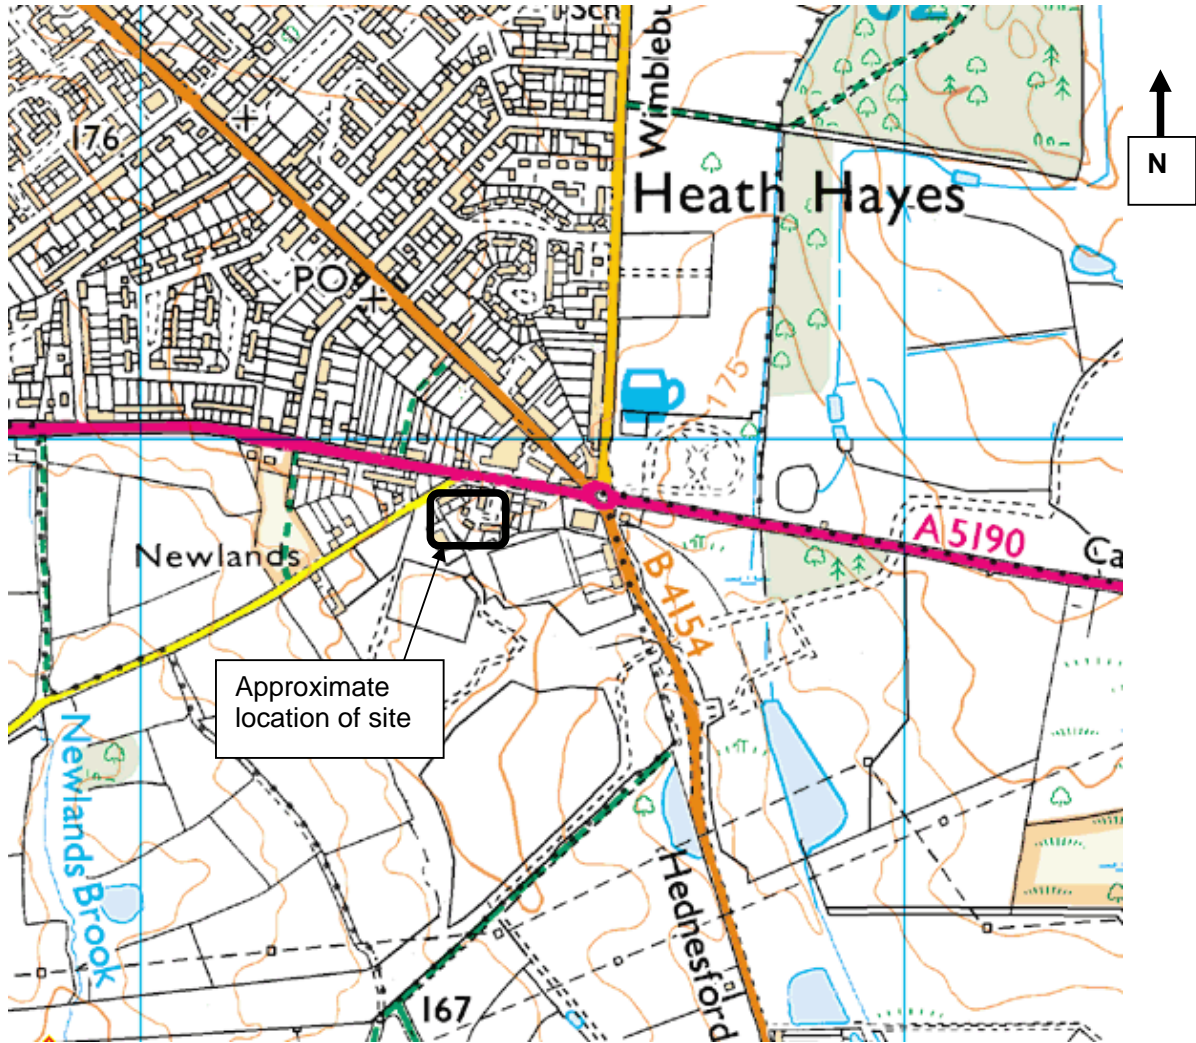 Sch
Wimblebu
176
N
Heath Hayes
PO
175
A 5190
Ca
Newlands
B 4154
Approximate
location of site
Newlands Brook
Hednesford
167